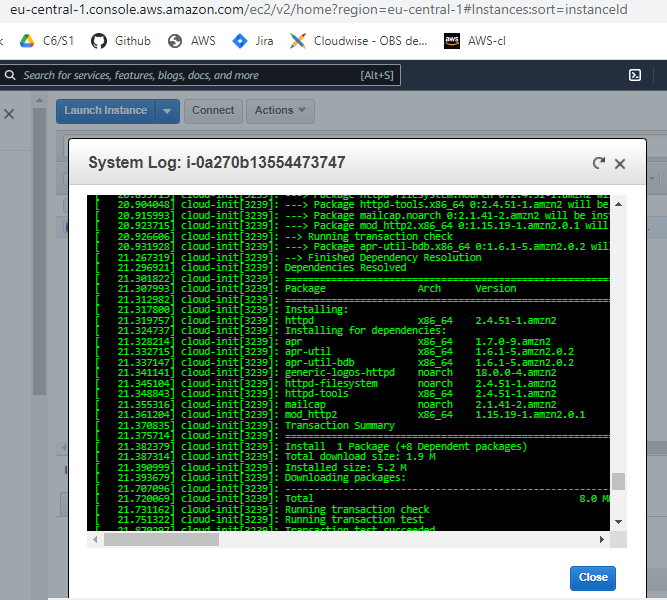 eu-central-1.console.aws.amazon.com/ec2/v2/home?region=eu-central-1#Instances:sort=instanceId
C6/S1 Github AWS Jira Cloudwise - OBS de... aws AWS-cl
Search for services, features, blogs, docs, and more [Alt+S]
Launch Instance Connect Actions
System Log: i-0a270b13554473747
[ 20.895713] cloud-init[3239]: ---> Package httpd-filesystem.noarch 0:2.4.51-1.amzn2 wi
[ 20.904048] cloud-init[3239]: ---> Package httpd-tools.x86_64 0:2.4.51-1.amzn2 will be
[ 20.915993] cloud-init[3239]: ---> Package mailcap.noarch 0:2.1.41-2.amzn2 will be ins
[ 20.923715] cloud-init[3239]: ---> Package mod_http2.x86_64 0:1.15.19-1.amzn2.0.1 will
[ 20.926606] cloud-init[3239]: --> Running transaction check
[ 20.931928] cloud-init[3239]: ---> Package apr-util-bdb.x86_64 0:1.6.1-5.amzn2.0.2 will
[ 21.267319] cloud-init[3239]: --> Finished Dependency Resolution
[ 21.296921] cloud-init[3239]: Dependencies Resolved
[ 21.301822] cloud-init[3239]: ================================================
[ 21.307993] cloud-init[3239]: Package Arch Version
[ 21.312982] cloud-init[3239]: ================================================
[ 21.317800] cloud-init[3239]: Installing:
[ 21.319757] cloud-init[3239]: httpd x86_64 2.4.51-1.amzn2
[ 21.324737] cloud-init[3239]: Installing for dependencies:
[ 21.328214] cloud-init[3239]: apr x86_64 1.7.0-9.amzn2
[ 21.332715] cloud-init[3239]: apr-util x86_64 1.6.1-5.amzn2.0.2
[ 21.337147] cloud-init[3239]: apr-util-bdb x86_64 1.6.1-5.amzn2.0.2
[ 21.341141] cloud-init[3239]: generic-logos-httpd noarch 18.0.0-4.amzn2
[ 21.345104] cloud-init[3239]: httpd-filesystem noarch 2.4.51-1.amzn2
[ 21.348843] cloud-init[3239]: httpd-tools x86_64 2.4.51-1.amzn2
[ 21.355316] cloud-init[3239]: mailcap noarch 2.1.41-2.amzn2
[ 21.361204] cloud-init[3239]: mod_http2 x86_64 1.15.19-1.amzn2.0.1
[ 21.370835] cloud-init[3239]: Transaction Summary
[ 21.375714] cloud-init[3239]: ================================================
[ 21.382379] cloud-init[3239]: Install 1 Package (+8 Dependent packages)
[ 21.387314] cloud-init[3239]: Total download size: 1.9 M
[ 21.390999] cloud-init[3239]: Installed size: 5.2 M
[ 21.393679] cloud-init[3239]: Downloading packages:
[ 21.707096] cloud-init[3239]: ------------------------------------------------
[ 21.720069] cloud-init[3239]: Total 8.0 M
[ 21.731162] cloud-init[3239]: Running transaction check
[ 21.751322] cloud-init[3239]: Running transaction test
[ 21.870297] cloud-init[3239]: Transaction test succeeded
Close